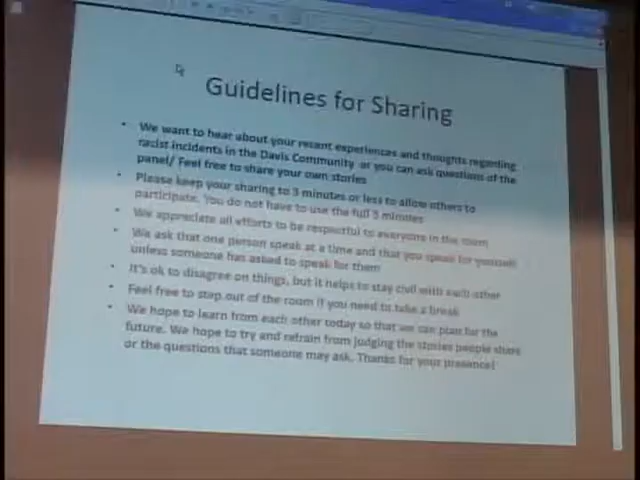 Guidelines for Sharing
• We want to hear about your recent experiences and thoughts regarding
racist incidents in the Davis Community or you can ask questions of the
panel/ Feel free to share your own stories
• Please keep your sharing to 3 minutes or less to allow others to
participate. You do not have to use the full 3 minutes
• We appreciate all efforts to be respectful to everyone in the room
• We ask that one person speak at a time and that you speak for yourself
unless someone has asked to speak for them
• It's ok to disagree on things, but it helps to stay civil with each other
• Feel free to step out of the room if you need to take a break
• We hope to learn from each other today so that we can plan for the
future. We hope to try and refrain from judging the stories people share
or the questions that someone may ask. Thanks for your presence!